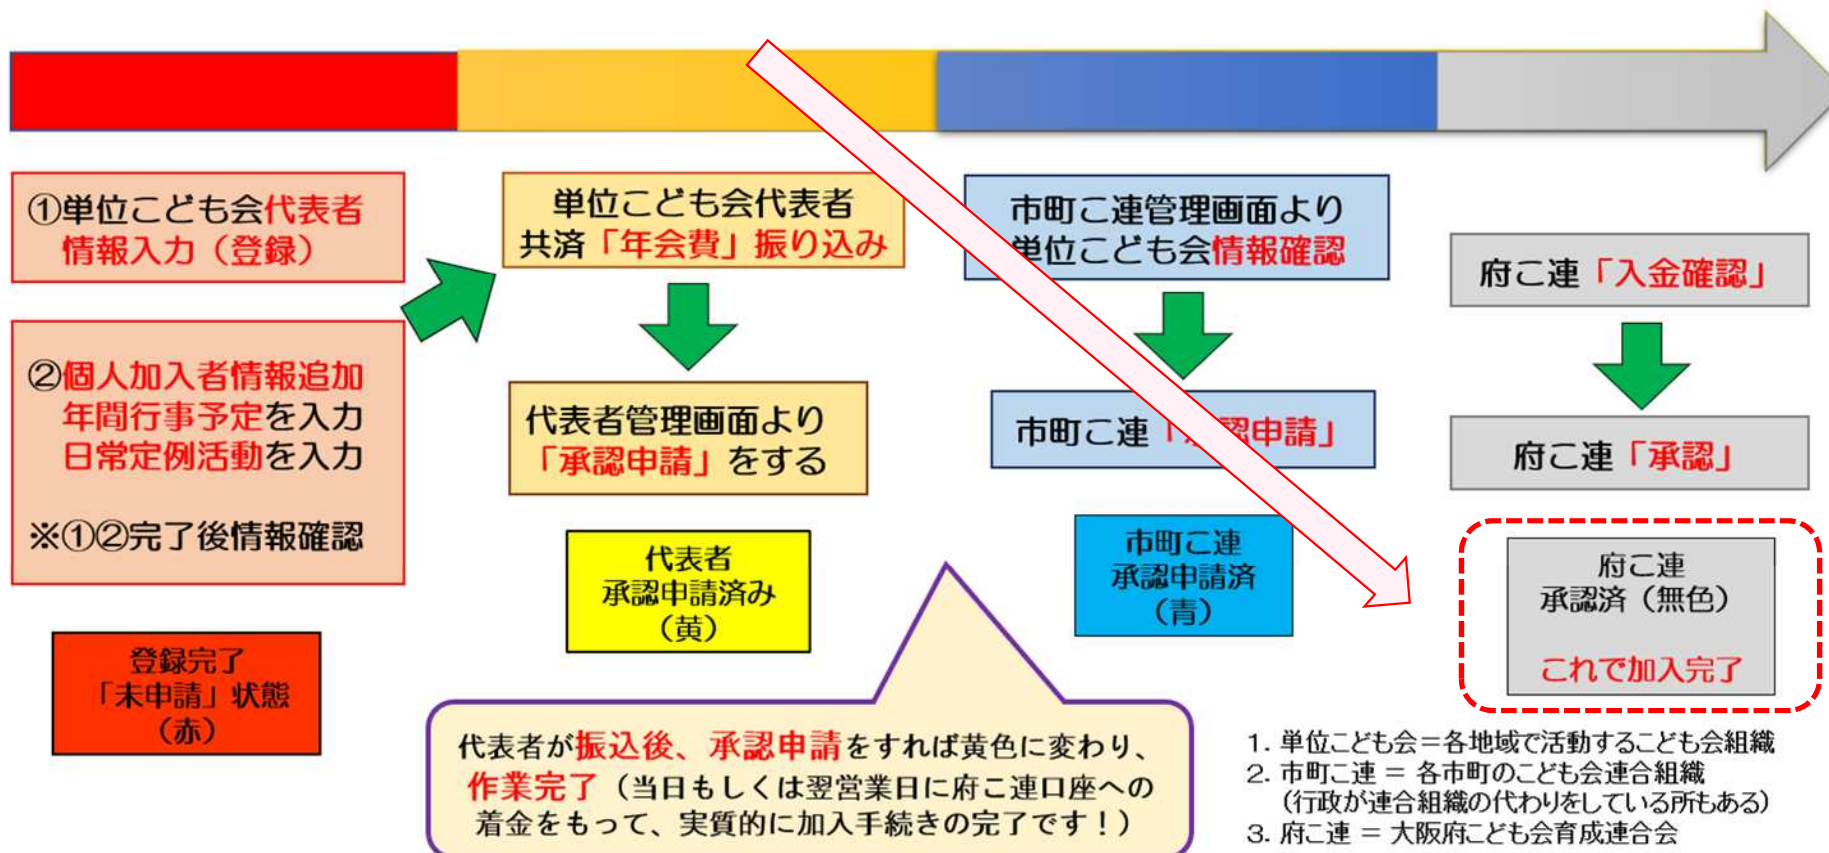 ①単位こども会代表者
情報入力（登録）
②個人加入者情報追加
年間行事予定を入力
日常定例活動を入力
※①②完了後情報確認
登録完了
「未申請」状態
（赤）
単位こども会代表者
共済「年会費」振り込み
代表者管理画面より
「承認申請」をする
代表者
承認申請済み
（黄）
市町こ連管理画面より
単位こども会情報確認
市町こ連「承認申請」
市町こ連
承認申請済
（青）
府こ連「入金確認」
府こ連「承認」
府こ連
承認済（無色）
これで加入完了
代表者が振込後、承認申請をすれば黄色に変わり、
作業完了（当日もしくは翌営業日に府こ連口座への
着金をもって、実質的に加入手続きの完了です！）
1. 単位こども会＝各地域で活動するこども会組織
2. 市町こ連 ＝ 各市町のこども会連合組織
（行政が連合組織の代わりをしている所もある）
3. 府こ連 ＝ 大阪府こども会育成連合会